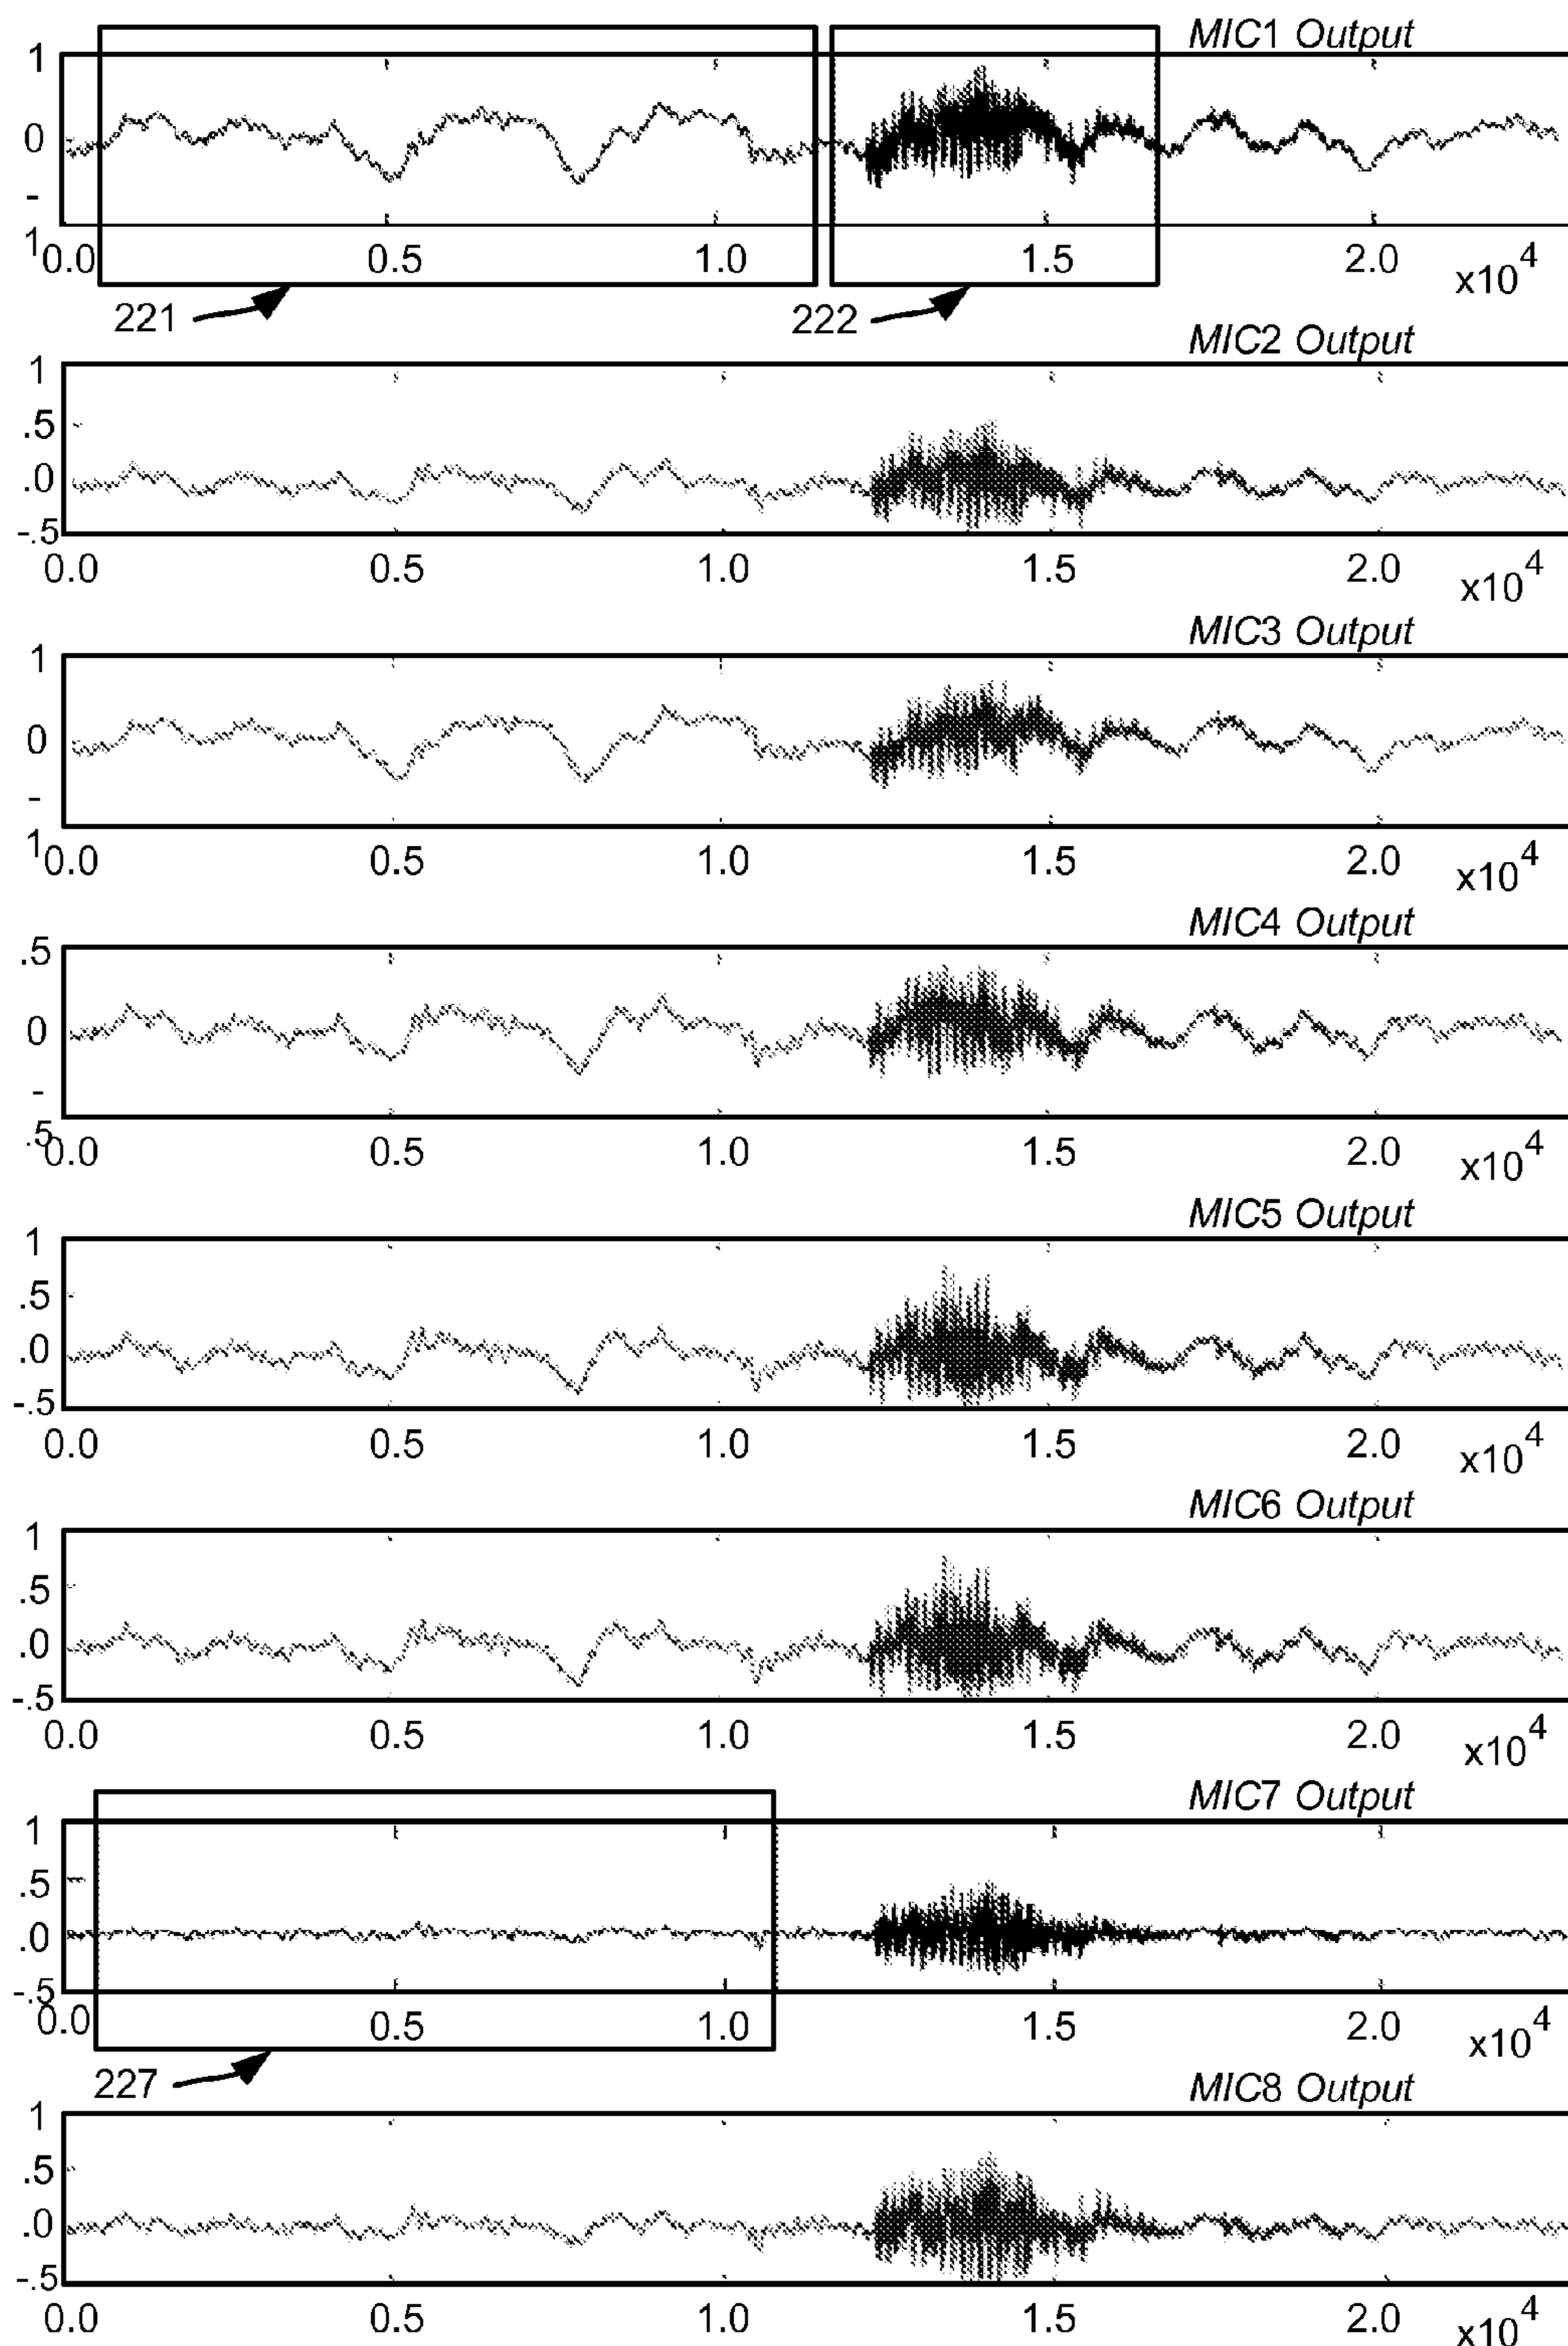 MIC1 Output
1
0
-
1
0.0 0.5 1.0 1.5 2.0 x10^4
221 222
MIC2 Output
1
.5
.0
-.5
0.0 0.5 1.0 1.5 2.0 x10^4
MIC3 Output
1
0
-
1
0.0 0.5 1.0 1.5 2.0 x10^4
MIC4 Output
.5
0
-
.5
0.0 0.5 1.0 1.5 2.0 x10^4
MIC5 Output
1
.5
.0
-.5
0.0 0.5 1.0 1.5 2.0 x10^4
MIC6 Output
1
.5
.0
-.5
0.0 0.5 1.0 1.5 2.0 x10^4
MIC7 Output
1
.5
.0
-.5
0.0 0.5 1.0 1.5 2.0 x10^4
227
MIC8 Output
1
.5
.0
-.5
0.0 0.5 1.0 1.5 2.0 x10^4